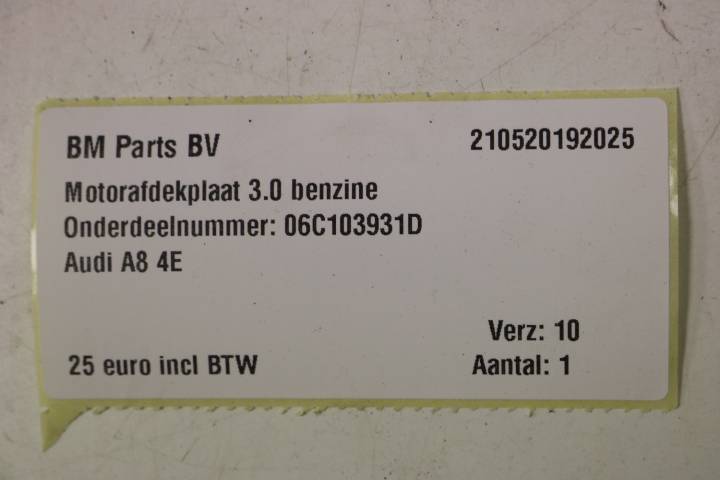 BM Parts BV 210520192025
Motorafdekplaat 3.0 benzine
Onderdeelnummer: 06C103931D
Audi A8 4E
Verz: 10
25 euro incl BTW Aantal: 1